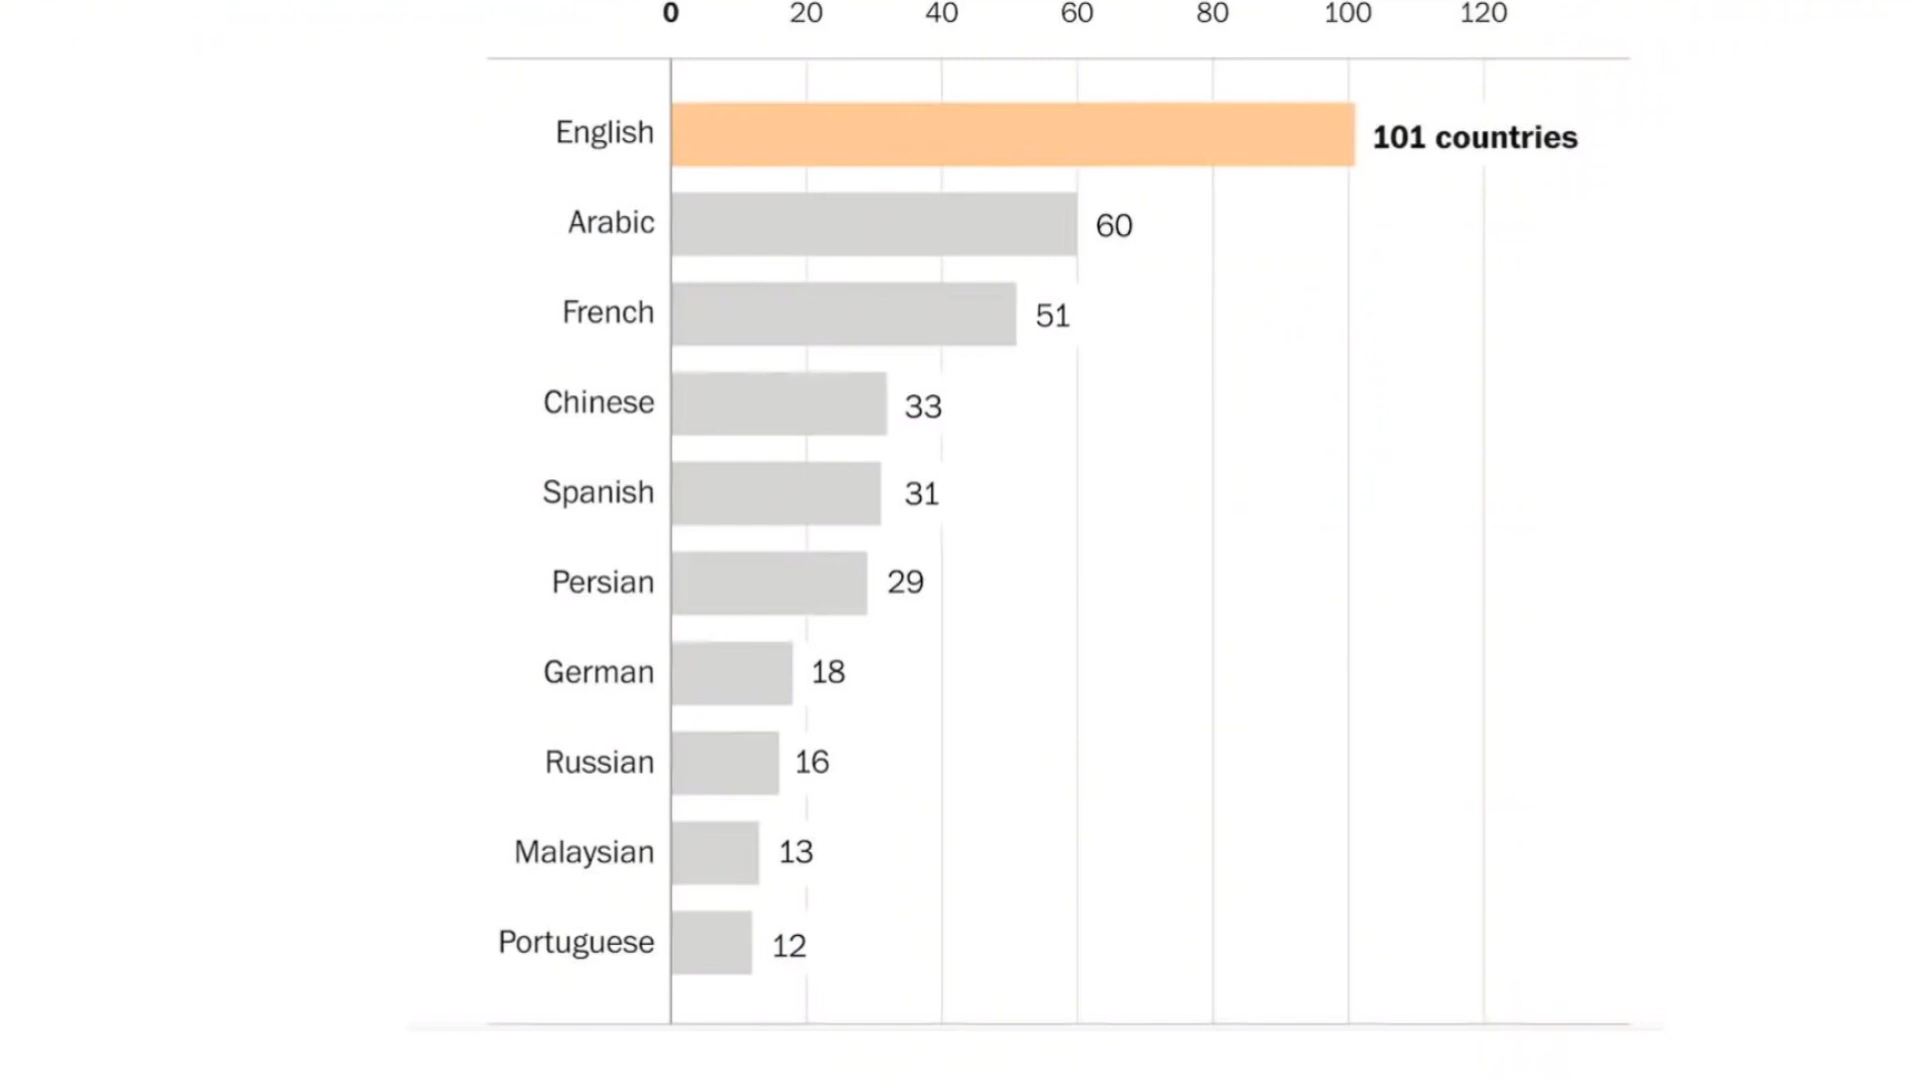 0 20 40 60 80 100 120
English 101 countries
Arabic 60
French 51
Chinese 33
Spanish 31
Persian 29
German 18
Russian 16
Malaysian 13
Portuguese 12